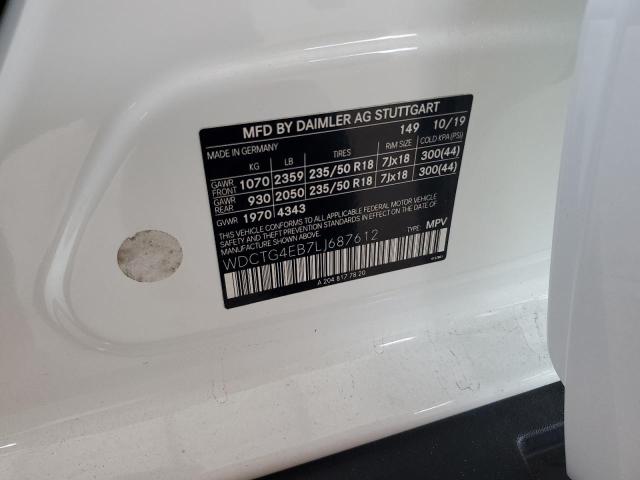 MFD BY DAIMLER AG STUTTGART
MADE IN GERMANY 149 10/19
KG LB TIRES RIM SIZE COLD KPA (PSI)
GAWR FRONT 1070 2359 235/50 R18 7Jx18 300(44)
GAWR REAR 930 2050 235/50 R18 7Jx18 300(44)
GVWR 1970 4343
THIS VEHICLE CONFORMS TO ALL APPLICABLE FEDERAL MOTOR VEHICLE
SAFETY AND THEFT PREVENTION STANDARDS IN EFFECT ON THE DATE OF
MANUFACTURE SHOWN ABOVE.
WDCTG4EB7LJ687612 TYPE: MPV
A 204 817 78 20